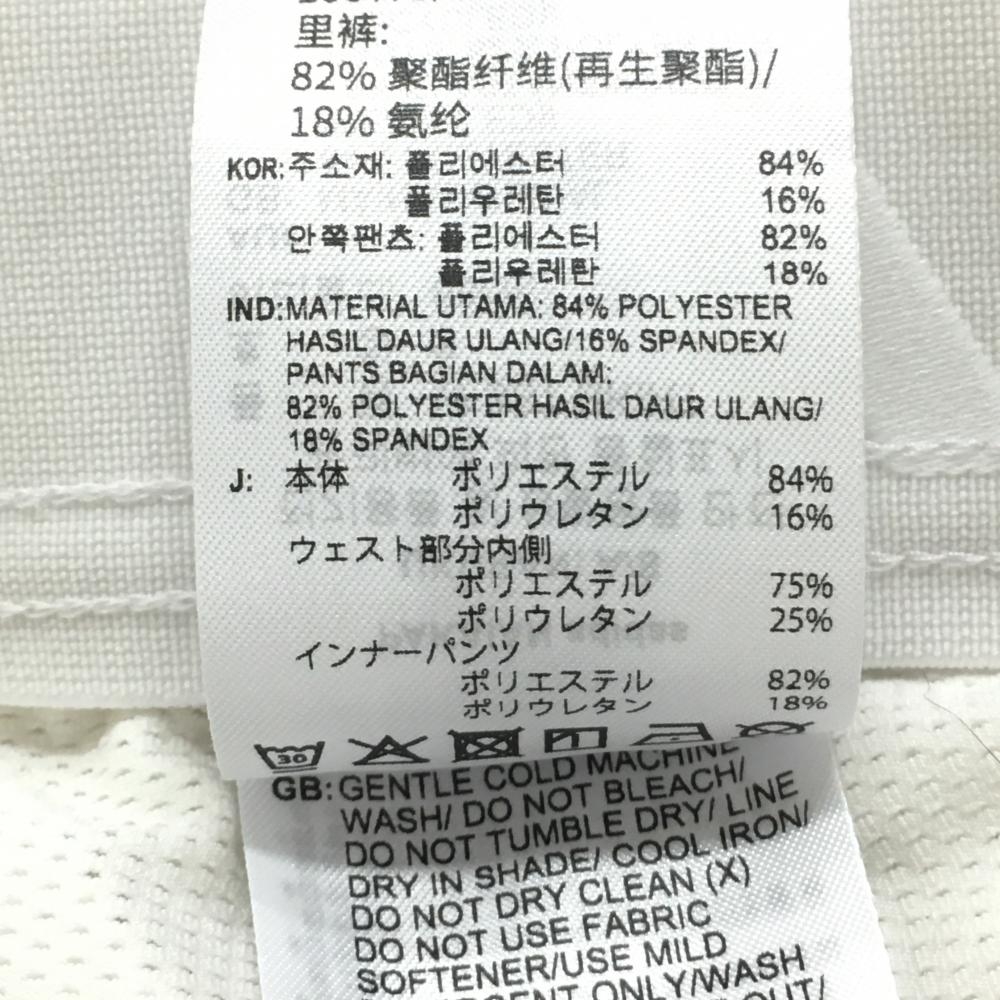 里裤:
82% 聚酯纤维(再生聚酯)/
18% 氨纶
KOR:주소재: 폴리에스터 84%
폴리우레탄 16%
안쪽팬츠: 폴리에스터 82%
폴리우레탄 18%
IND:MATERIAL UTAMA: 84% POLYESTER
HASIL DAUR ULANG/16% SPANDEX/
PANTS BAGIAN DALAM:
82% POLYESTER HASIL DAUR ULANG/
18% SPANDEX
J: 本体 ポリエステル 84%
ポリウレタン 16%
ウェスト部分内側
ポリエステル 75%
ポリウレタン 25%
インナーパンツ
ポリエステル 82%
ポリウレタン 18%
30
GB: GENTLE COLD MACHINE
WASH/ DO NOT BLEACH/
DO NOT TUMBLE DRY/ LINE
DRY IN SHADE/ COOL IRON/
DO NOT DRY CLEAN (X)
DO NOT USE FABRIC
SOFTENER/USE MILD
ONLY/WASH
OUT/